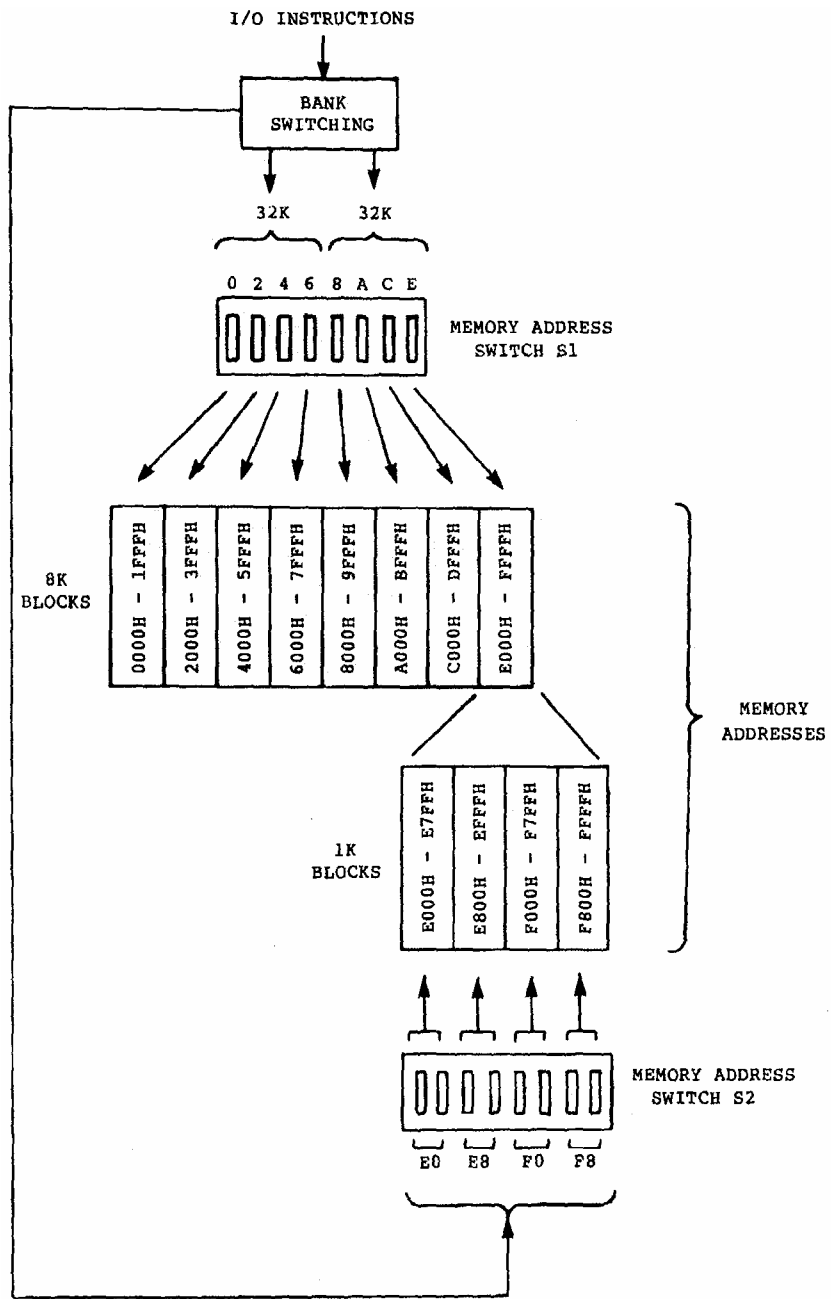 I/O INSTRUCTIONS
BANK
SWITCHING
32K 32K
0 2 4 6 8 A C E
MEMORY ADDRESS
SWITCH S1
8K
BLOCKS
0000H - 1FFFH
2000H - 3FFFH
4000H - 5FFFH
6000H - 7FFFH
8000H - 9FFFH
A000H - BFFFH
C000H - DFFFH
E000H - FFFFH
MEMORY
ADDRESSES
1K
BLOCKS
E000H - E7FFH
E800H - EFFFH
F000H - F7FFH
F800H - FFFFH
MEMORY ADDRESS
SWITCH S2
E0 E8 F0 F8